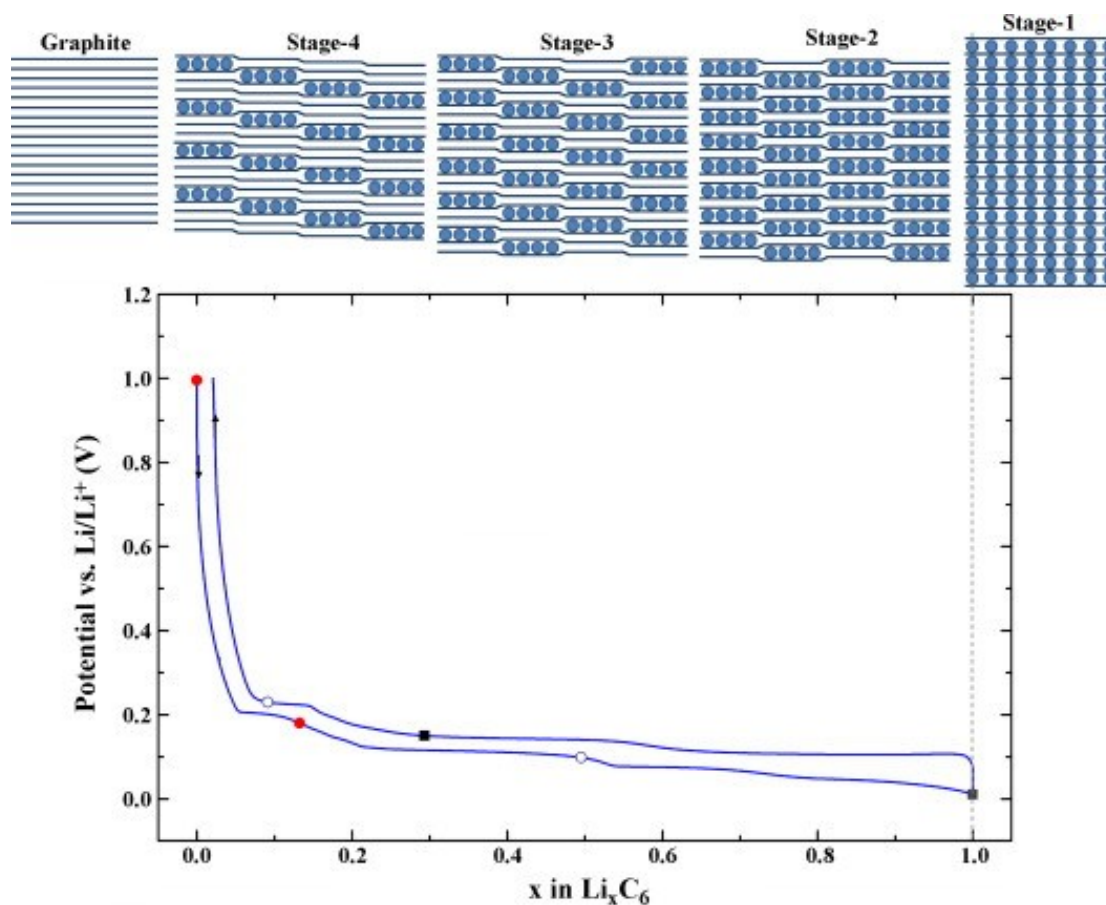 Graphite
Stage-4
Stage-3
Stage-2
Stage-1
1.2
1.0
0.8
0.6
0.4
0.2
0.0
Potential vs. Li/Li⁺ (V)
0.0 0.2 0.4 0.6 0.8 1.0
x in LiₓC₆